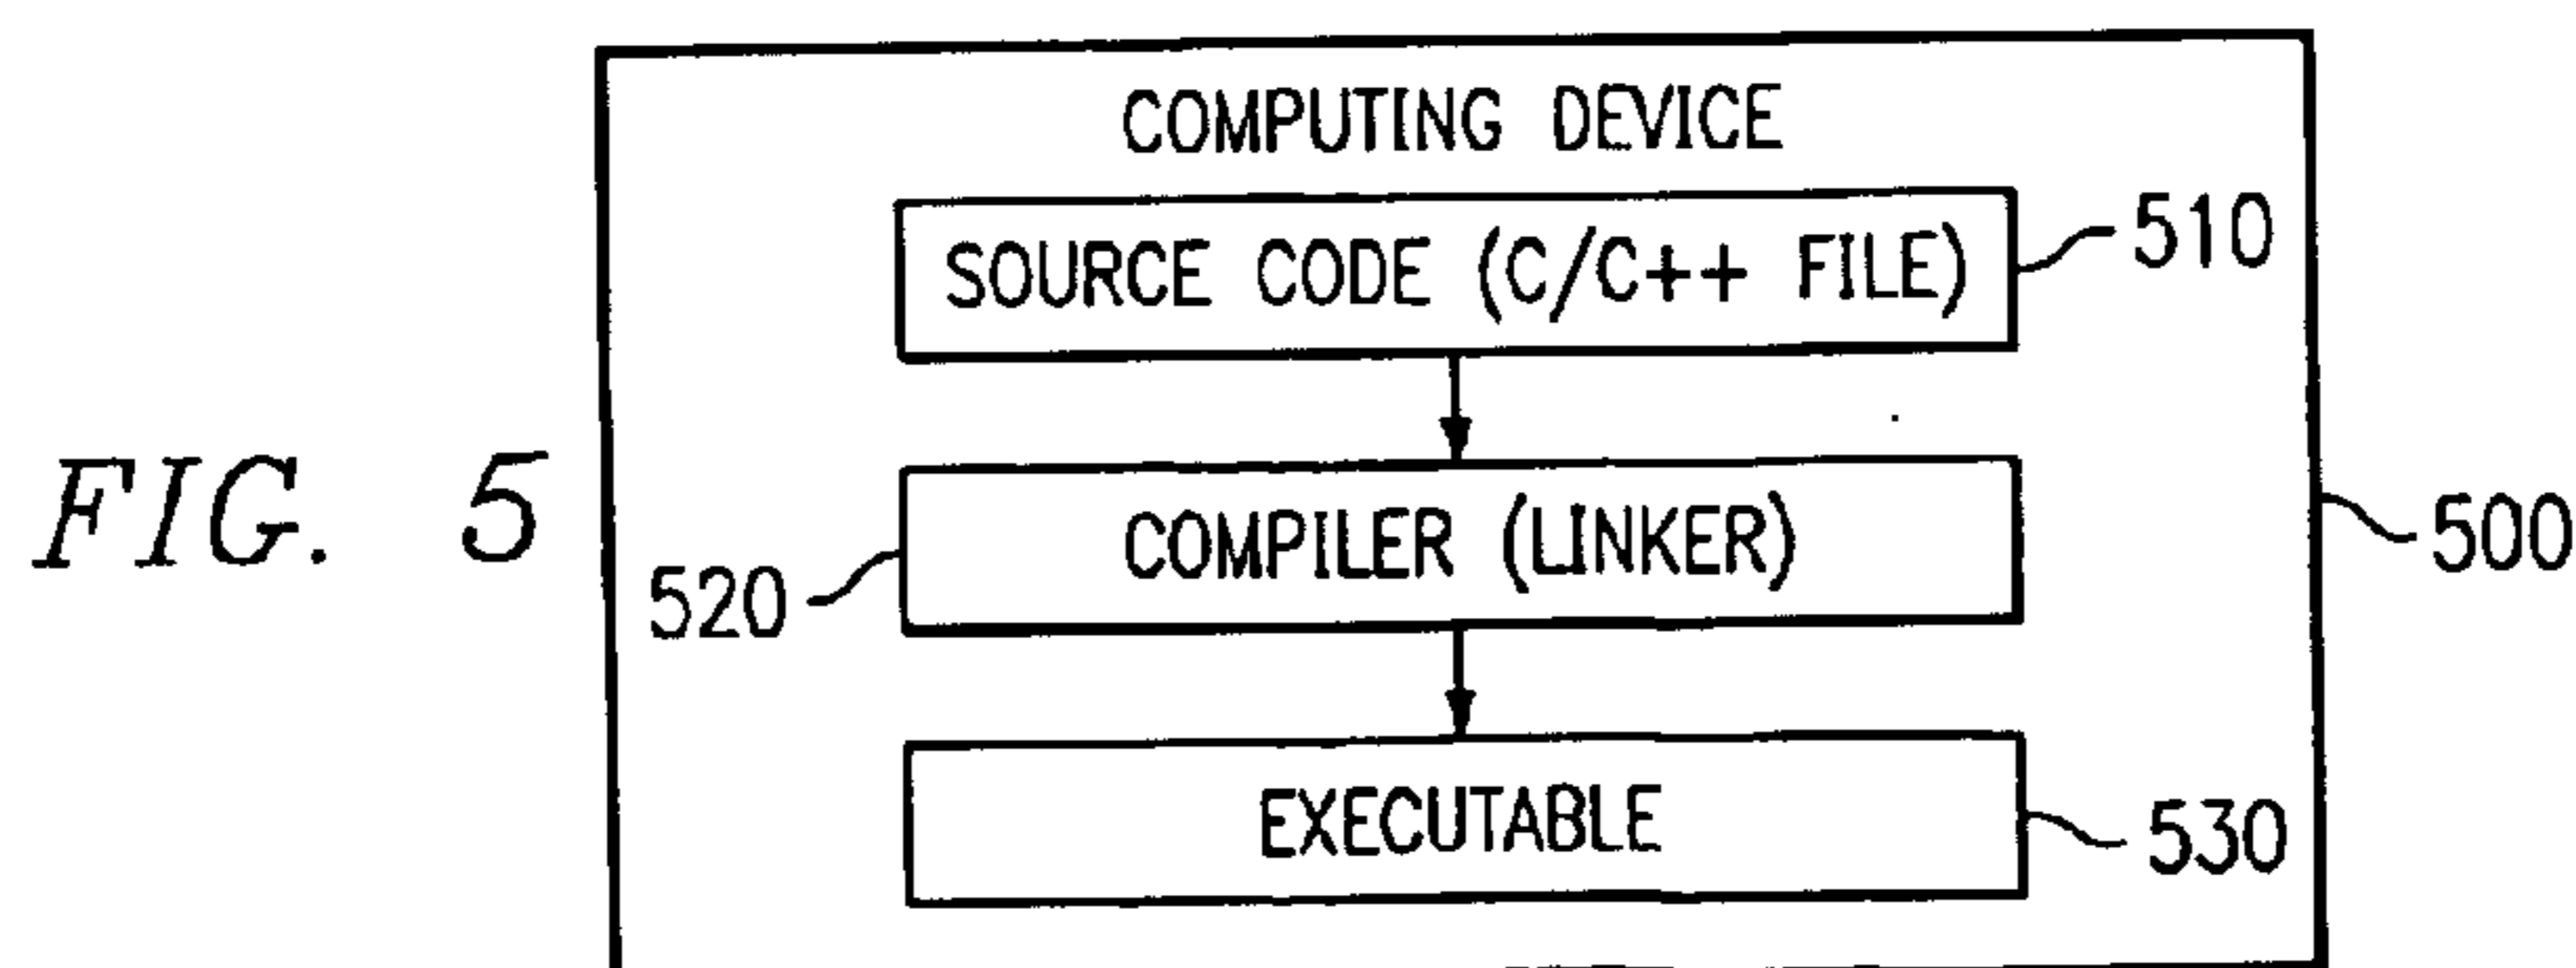 COMPUTING DEVICE
SOURCE CODE (C/C++ FILE)
510
FIG. 5
COMPILER (LINKER)
500
520
EXECUTABLE
530